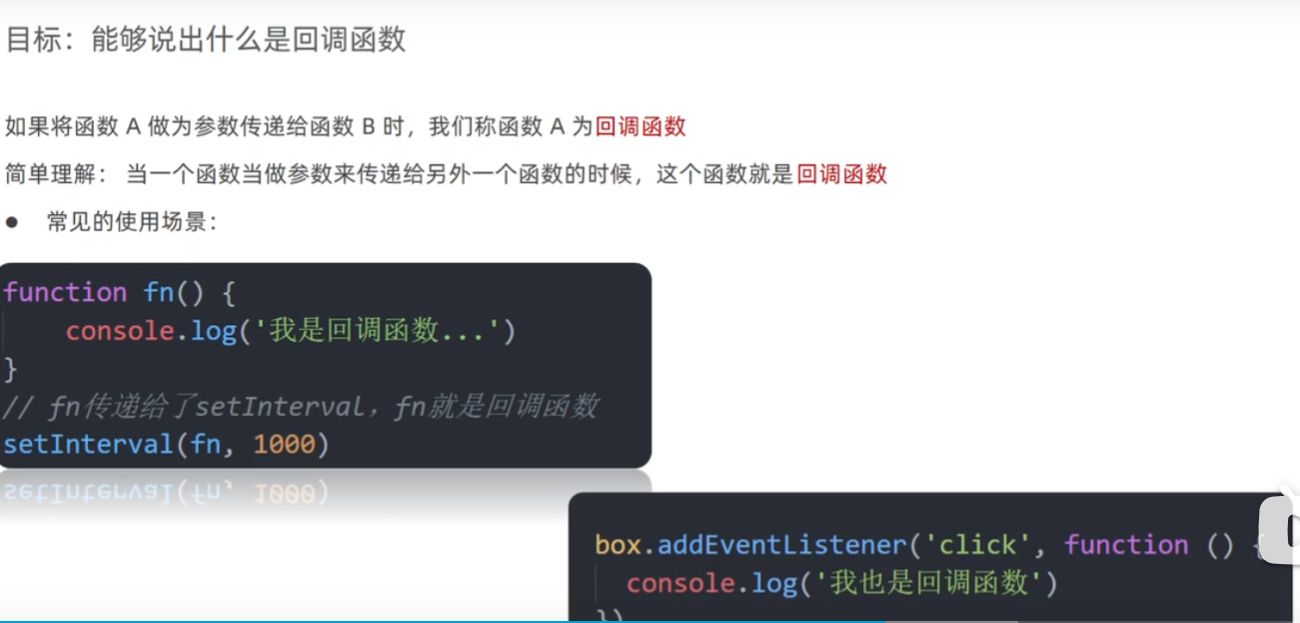 目标：能够说出什么是回调函数
如果将函数 A 做为参数传递给函数 B 时，我们称函数 A 为回调函数
简单理解： 当一个函数当做参数来传递给另外一个函数的时候，这个函数就是回调函数
● 常见的使用场景：
function fn() {
    console.log('我是回调函数...')
}
// fn传递给了setInterval，fn就是回调函数
setInterval(fn, 1000)
box.addEventListener('click', function () {
  console.log('我也是回调函数')
})